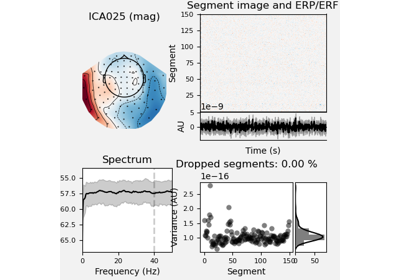 ICA025 (mag)
Segment image and ERP/ERF
Segment
150
125
100
75
50
25
1e−9
AU
5
0
Time (s)
Spectrum
55.0
57.5
60.0
62.5
65.0
0 20 40
Frequency (Hz)
Dropped segments: 0.00 %
1e−16
Variance (AU)
2.5
2.0
1.5
1.0
0 50 100 150
Segment
0 50